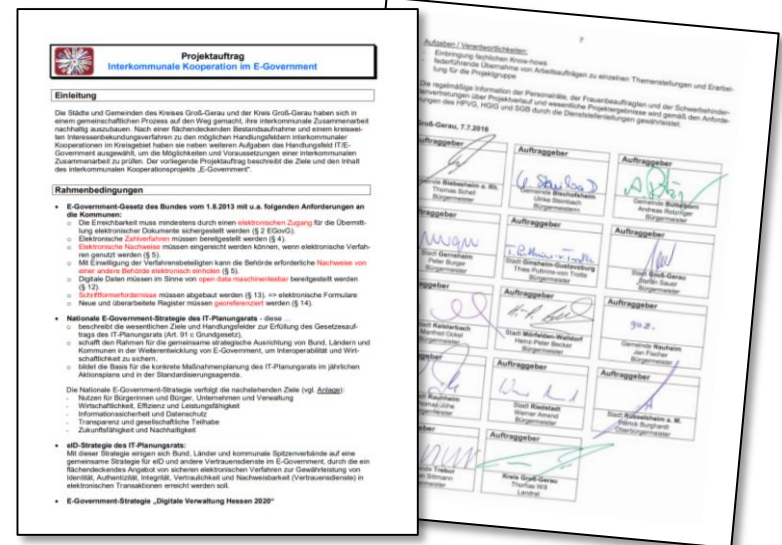 Projektauftrag
Interkommunale Kooperation im E-Government
Einleitung
Die Städte und Gemeinden des Kreises Groß-Gerau und der Kreis Groß-Gerau haben sich in
einem gemeinschaftlichen Prozess auf den Weg gemacht, ihre interkommunale Zusammenarbeit
nachhaltig auszubauen. Nach einer flächendeckenden Bestandsaufnahme und einem kreiswei-
ten Interessenbekundungsverfahren zu den möglichen Handlungsfeldern interkommunaler
Kooperationen im Kreisgebiet haben sie neben weiteren Aufgaben das Handlungsfeld IT/E-
Government ausgewählt, um die Möglichkeiten und Voraussetzungen einer interkommunalen
Zusammenarbeit zu prüfen. Der vorliegende Projektauftrag beschreibt die Ziele und den Inhalt
des interkommunalen Kooperationsprojekts „E-Government".
Rahmenbedingungen
• E-Government-Gesetz des Bundes vom 1.8.2013 mit u.a. folgenden Anforderungen an
die Kommunen:
o Die Erreichbarkeit muss mindestens durch einen elektronischen Zugang für die Übermitt-
lung elektronischer Dokumente sichergestellt werden (§ 2 EGovG).
o Elektronische Zahlverfahren müssen bereitgestellt werden (§ 4).
o Elektronische Nachweise müssen eingereicht werden können, wenn elektronische Verfah-
ren genutzt werden (§ 5).
o Mit Einwilligung der Verfahrensbeteiligten kann die Behörde erforderliche Nachweise von
einer anderen Behörde elektronisch einholen (§ 5).
o Digitale Daten müssen im Sinne von open data maschinenlesbar bereitgestellt werden
(§ 12).
o Schriftformerfordernisse müssen abgebaut werden (§ 13). => elektronische Formulare
o Neue und überarbeitete Register müssen georeferenziert werden (§ 14).
• Nationale E-Government-Strategie des IT-Planungsrats - diese ...
o beschreibt die wesentlichen Ziele und Handlungsfelder zur Erfüllung des Gesetzesauf-
trags des IT-Planungsrats (Art. 91 c Grundgesetz),
o schafft den Rahmen für die gemeinsame strategische Ausrichtung von Bund, Ländern und
Kommunen in der Weiterentwicklung von E-Government, um Interoperabilität und Wirt-
schaftlichkeit zu sichern,
o bildet die Basis für die konkrete Maßnahmenplanung des IT-Planungsrats im jährlichen
Aktionsplans und in der Standardisierungsagenda.
Die Nationale E-Government-Strategie verfolgt die nachstehenden Ziele (vgl. Anlage):
- Nutzen für Bürgerinnen und Bürger, Unternehmen und Verwaltung
- Wirtschaftlichkeit, Effizienz und Leistungsfähigkeit
- Informationssicherheit und Datenschutz
- Transparenz und gesellschaftliche Teilhabe
- Zukunftsfähigkeit und Nachhaltigkeit
• eID-Strategie des IT-Planungsrats:
Mit dieser Strategie einigen sich Bund, Länder und kommunale Spitzenverbände auf eine
gemeinsame Strategie für eID und andere Vertrauensdienste im E-Government, durch die ein
flächendeckendes Angebot von sicheren elektronischen Verfahren zur Gewährleistung von
Identität, Authentizität, Integrität, Vertraulichkeit und Nachweisbarkeit (Vertrauensdienste) in
elektronischen Transaktionen erreicht werden soll.
• E-Government-Strategie „Digitale Verwaltung Hessen 2020"
7
Aufgaben / Verantwortlichkeiten:
- Einbringung fachlichen Know-hows
- federführende Übernahme von Arbeitsaufträgen zu einzelnen Themenstellungen und Erarbei-
tung für die Projektgruppe
Die regelmäßige Information der Personalräte, der Frauenbeauftragten und der Schwerbehinder-
tenvertretungen über Projektverlauf und wesentliche Projektergebnisse wird gemäß den Anforde-
rungen des HPVG, HGlG und SGB durch die Dienststellenleitungen gewährleistet.
Groß-Gerau, 7.7.2016
Auftraggeber
Auftraggeber
Auftraggeber
Biebesheim a. Rh.
Thomas Schell
Bürgermeister
Gemeinde Bischofsheim
Ulrike Steinbach
Bürgermeisterin
Gemeinde Büttelborn
Andreas Rotzinger
Bürgermeister
Auftraggeber
Auftraggeber
Stadt Gernsheim
Peter Burger
Bürgermeister
Stadt Ginsheim-Gustavsburg
Thies Puttnins-von Trotha
Bürgermeister
Stadt Groß-Gerau
Stefan Sauer
Bürgermeister
Auftraggeber
Auftraggeber
Stadt Kelsterbach
Manfred Ockel
Bürgermeister
Stadt Mörfelden-Walldorf
Heinz-Peter Becker
Bürgermeister
Gemeinde Nauheim
Jan Fischer
Bürgermeister
Auftraggeber
Auftraggeber
Raunheim
Bürgermeister
Stadt Riedstadt
Werner Amend
Bürgermeister
Stadt Rüsselsheim a. M.
Patrick Burghardt
Oberbürgermeister
Auftraggeber
Trebur
Sittmann
Kreis Groß-Gerau
Thomas Will
Landrat